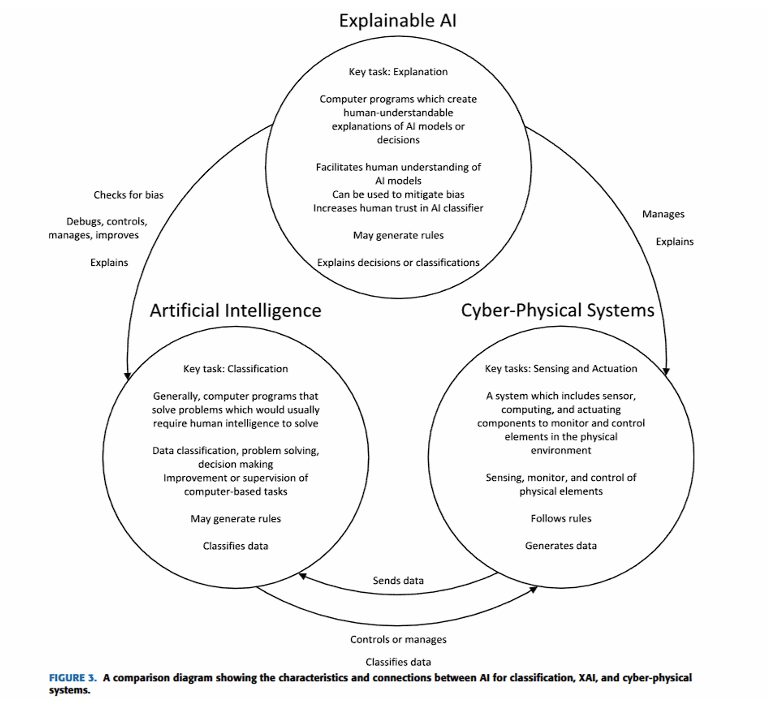 Explainable AI
Key task: Explanation
Computer programs which create
human-understandable
explanations of AI models or
decisions
Facilitates human understanding of
AI models
Can be used to mitigate bias
Increases human trust in AI classifier
May generate rules
Explains decisions or classifications
Checks for bias
Debugs, controls,
manages, improves
Explains
Manages
Explains
Artificial Intelligence
Key task: Classification
Generally, computer programs that
solve problems which would usually
require human intelligence to solve
Data classification, problem solving,
decision making
Improvement or supervision of
computer-based tasks
May generate rules
Classifies data
Cyber-Physical Systems
Key tasks: Sensing and Actuation
A system which includes sensor,
computing, and actuating
components to monitor and control
elements in the physical
environment
Sensing, monitor, and control of
physical elements
Follows rules
Generates data
Sends data
Controls or manages
Classifies data
FIGURE 3. A comparison diagram showing the characteristics and connections between AI for classification, XAI, and cyber-physical
systems.